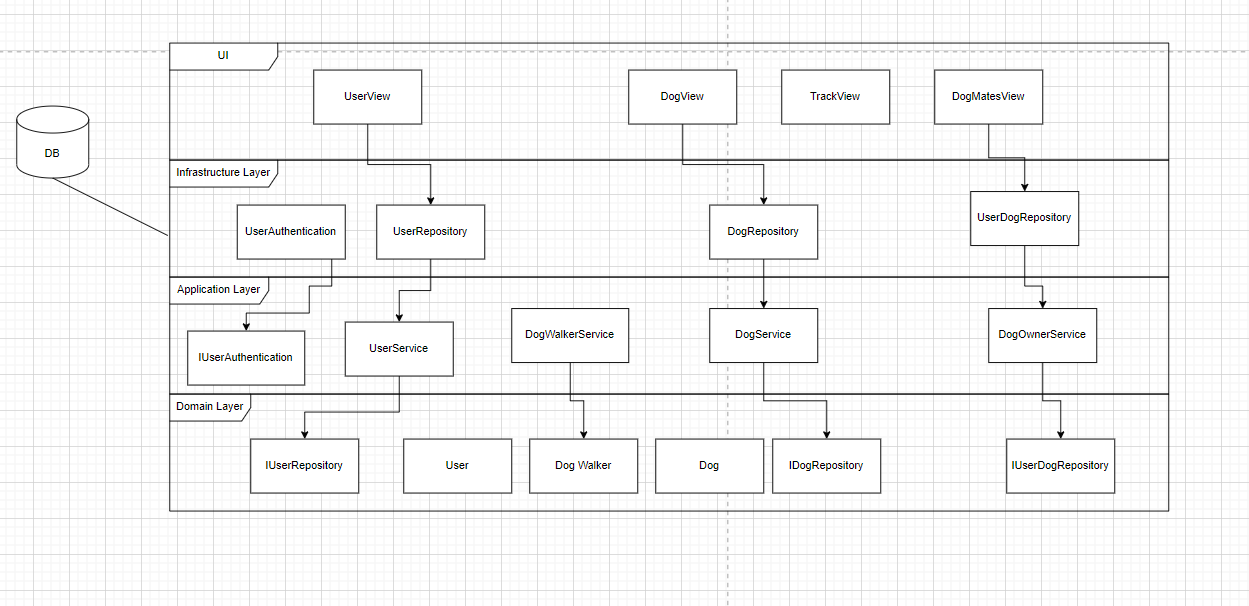 UI
UserView
DogView
TrackView
DogMatesView
DB
Infrastructure Layer
UserAuthentication
UserRepository
DogRepository
UserDogRepository
Application Layer
IUserAuthentication
UserService
DogWalkerService
DogService
DogOwnerService
Domain Layer
IUserRepository
User
Dog Walker
Dog
IDogRepository
IUserDogRepository